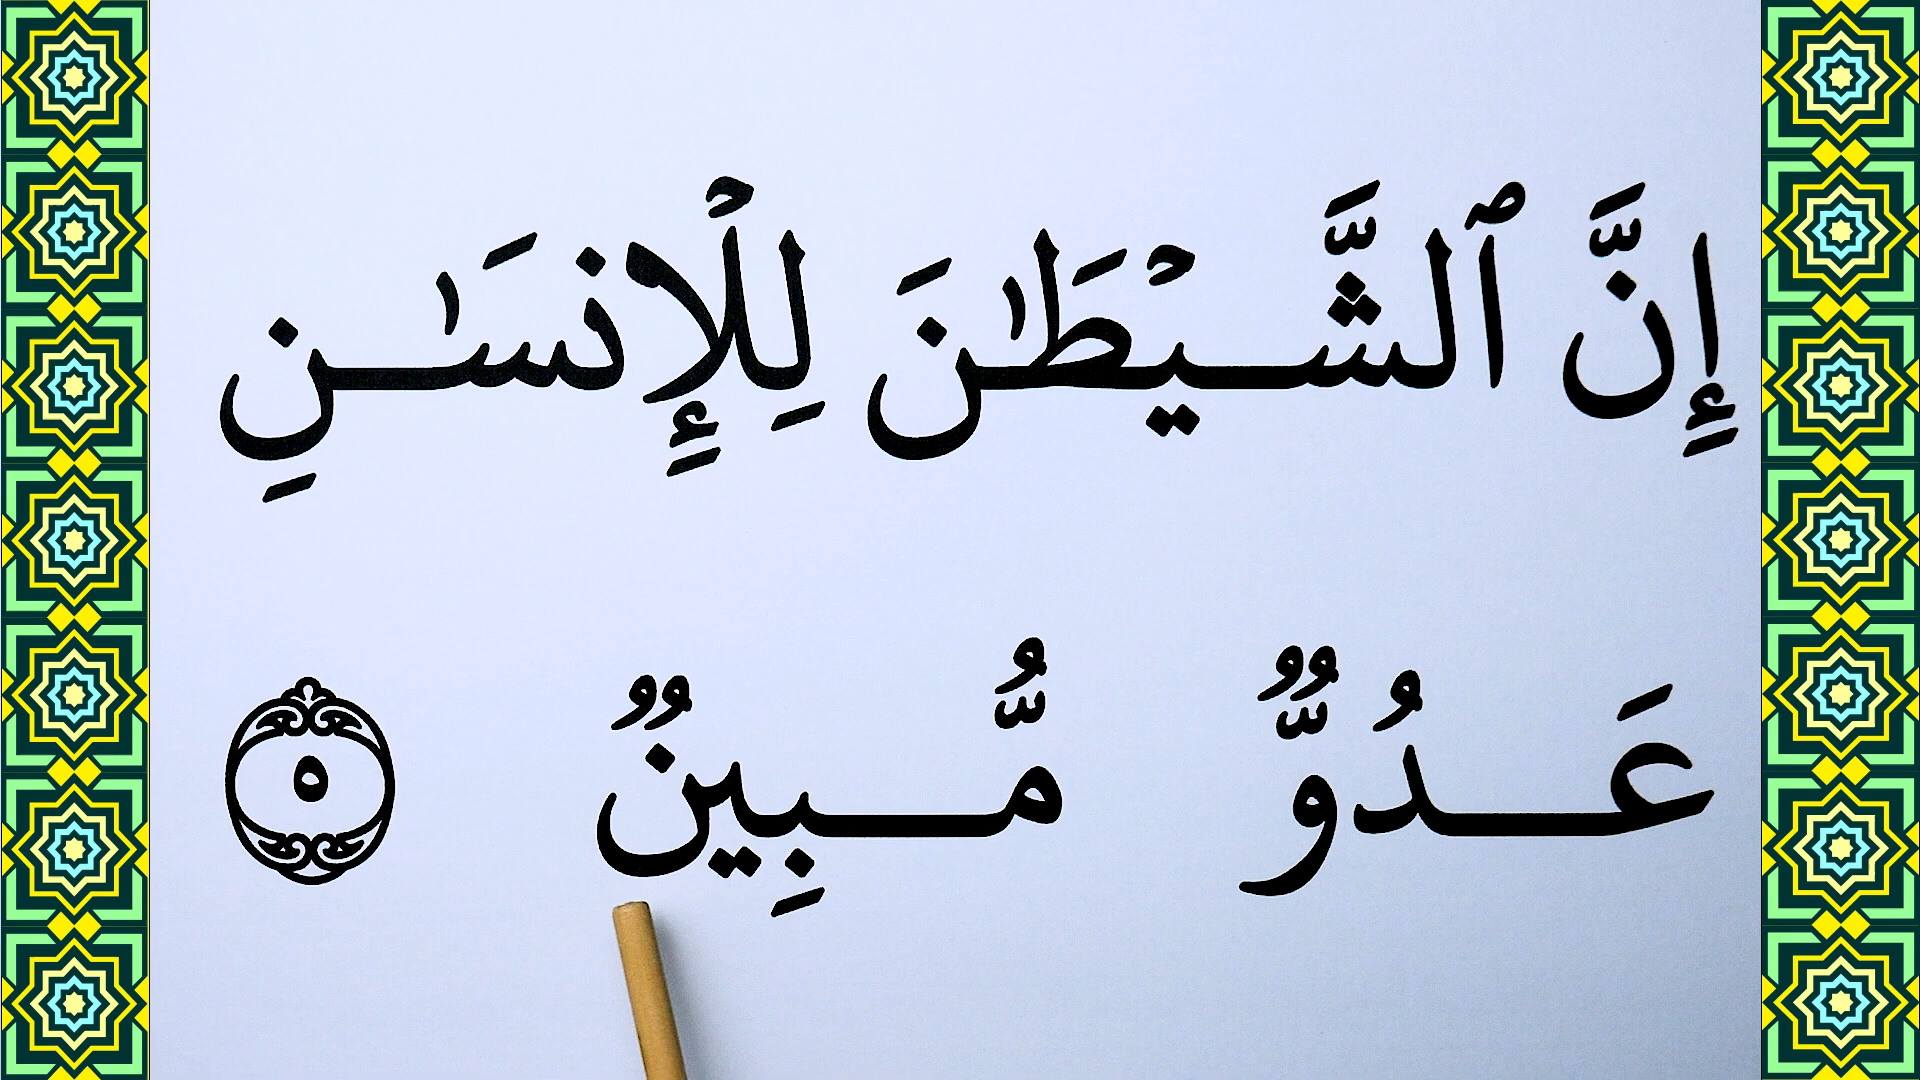 إِنَّ ٱلشَّيْطَـٰنَ لِلْإِنسَـٰنِ
عَدُوٌّ مُّبِينٌ ٥